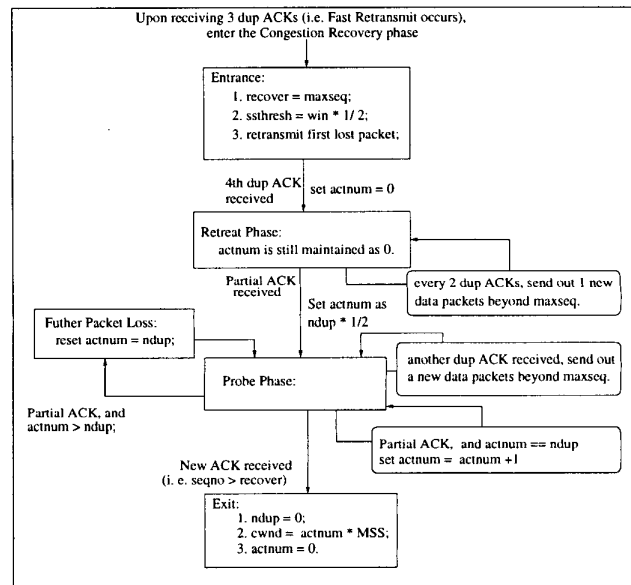 Upon receiving 3 dup ACKs (i.e. Fast Retransmit occurs),
enter the Congestion Recovery phase
Entrance:
1. recover = maxseq;
2. ssthresh = win * 1/ 2;
3. retransmit first lost packet;
4th dup ACK
received
set actnum = 0
Retreat Phase:
actnum is still maintained as 0.
Partial ACK
received
every 2 dup ACKs, send out 1 new
data packets beyond maxseq.
Set actnum as
ndup * 1/2
Futher Packet Loss:
reset actnum = ndup;
another dup ACK received, send out
a new data packets beyond maxseq.
Probe Phase:
Partial ACK, and
actnum > ndup;
Partial ACK, and actnum == ndup
set actnum = actnum +1
New ACK received
(i. e. seqno > recover)
Exit:
1. ndup = 0;
2. cwnd = actnum * MSS;
3. actnum = 0.